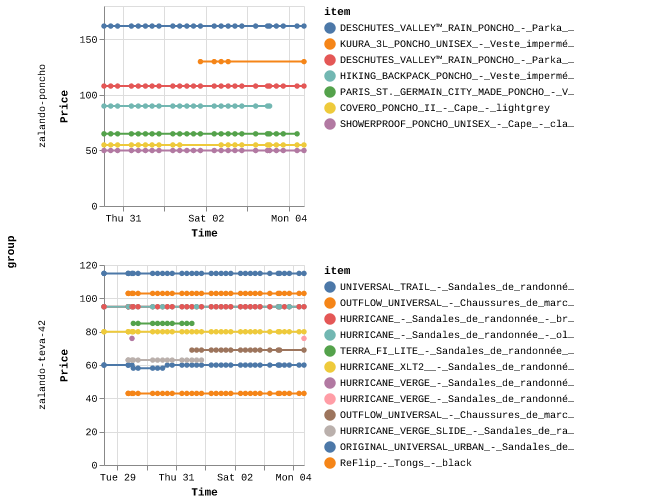 group
zalando-poncho
Price
150
100
50
0
Thu 31
Sat 02
Mon 04
Time
item
DESCHUTES_VALLEY™_RAIN_PONCHO_-_Parka_…
KUURA_3L_PONCHO_UNISEX_-_Veste_impermé…
DESCHUTES_VALLEY™_RAIN_PONCHO_-_Parka_…
HIKING_BACKPACK_PONCHO_-_Veste_impermé…
PARIS_ST._GERMAIN_CITY_MADE_PONCHO_-_V…
COVERO_PONCHO_II_-_Cape_-_lightgrey
SHOWERPROOF_PONCHO_UNISEX_-_Cape_-_cla…
zalando-teva-42
Price
120
100
80
60
40
20
0
Tue 29
Thu 31
Sat 02
Mon 04
Time
item
UNIVERSAL_TRAIL_-_Sandales_de_randonné…
OUTFLOW_UNIVERSAL_-_Chaussures_de_marc…
HURRICANE_-_Sandales_de_randonnée_-_br…
HURRICANE_-_Sandales_de_randonnée_-_ol…
TERRA_FI_LITE_-_Sandales_de_randonnée_…
HURRICANE_XLT2__-_Sandales_de_randonné…
HURRICANE_VERGE_-_Sandales_de_randonné…
HURRICANE_VERGE_-_Sandales_de_randonné…
OUTFLOW_UNIVERSAL_-_Chaussures_de_marc…
HURRICANE_VERGE_SLIDE_-_Sandales_de_ra…
ORIGINAL_UNIVERSAL_URBAN_-_Sandales_de…
ReFlip_-_Tongs_-_black